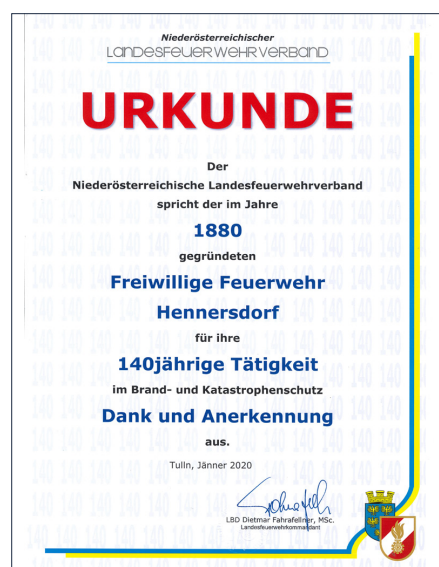 Niederösterreichischer
LANDESFEUERWEHRVERBAND
URKUNDE
Der
Niederösterreichische Landesfeuerwehrverband
spricht der im Jahre
1880
gegründeten
Freiwillige Feuerwehr
Hennersdorf
für ihre
140jährige Tätigkeit
im Brand- und Katastrophenschutz
Dank und Anerkennung
aus.
Tulln, Jänner 2020
LBD Dietmar Fahrafellner, MSc.
Landesfeuerwehrkommandant